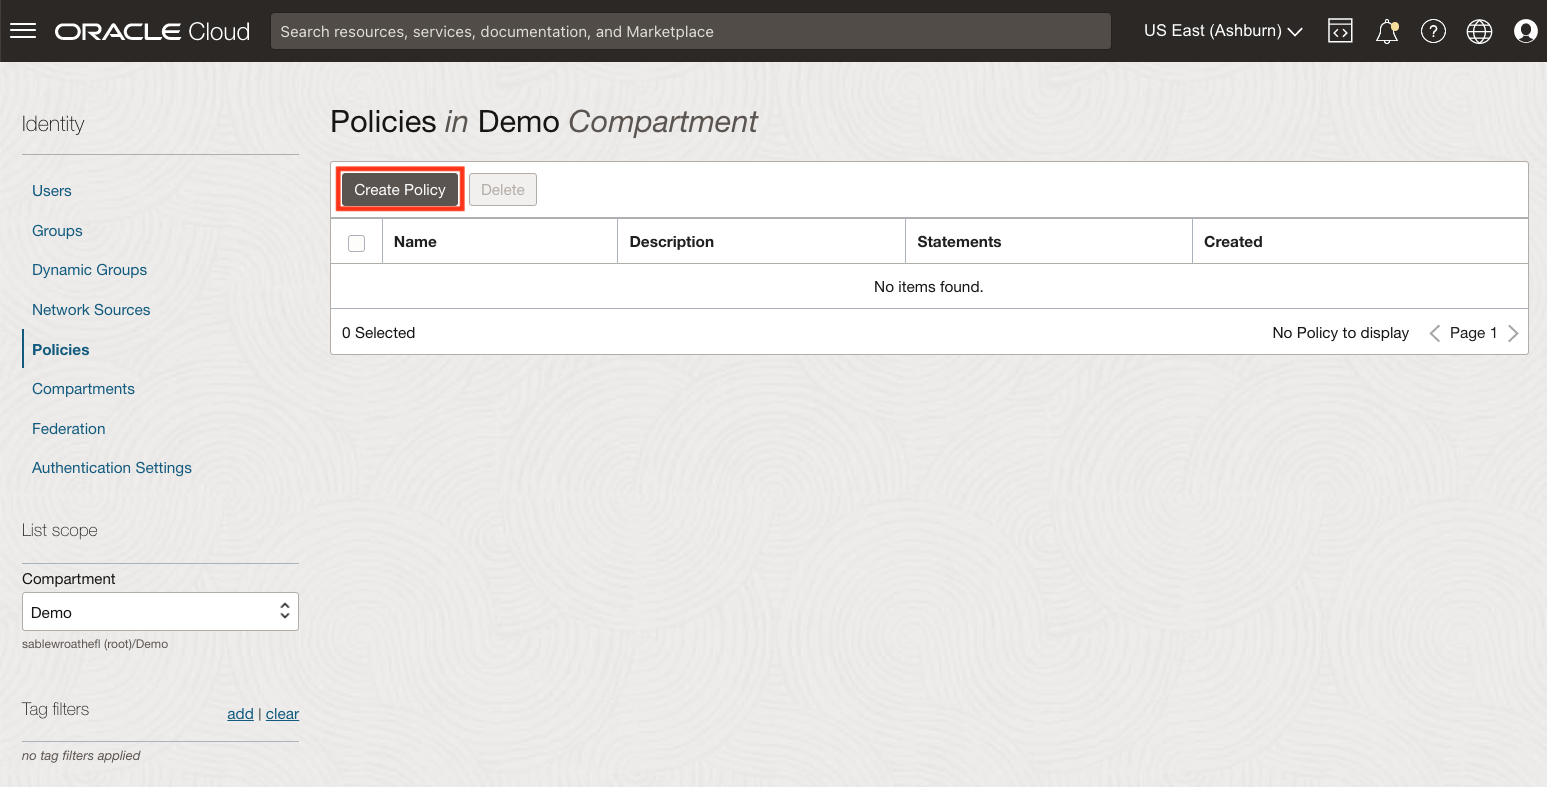 ORACLE Cloud
Search resources, services, documentation, and Marketplace
US East (Ashburn)
Identity
Users
Groups
Dynamic Groups
Network Sources
Policies
Compartments
Federation
Authentication Settings
List scope
Compartment
Demo
sablewroathefl (root)/Demo
Tag filters
add | clear
no tag filters applied
Policies in Demo Compartment
Create Policy Delete
Name Description Statements Created
No items found.
0 Selected No Policy to display Page 1